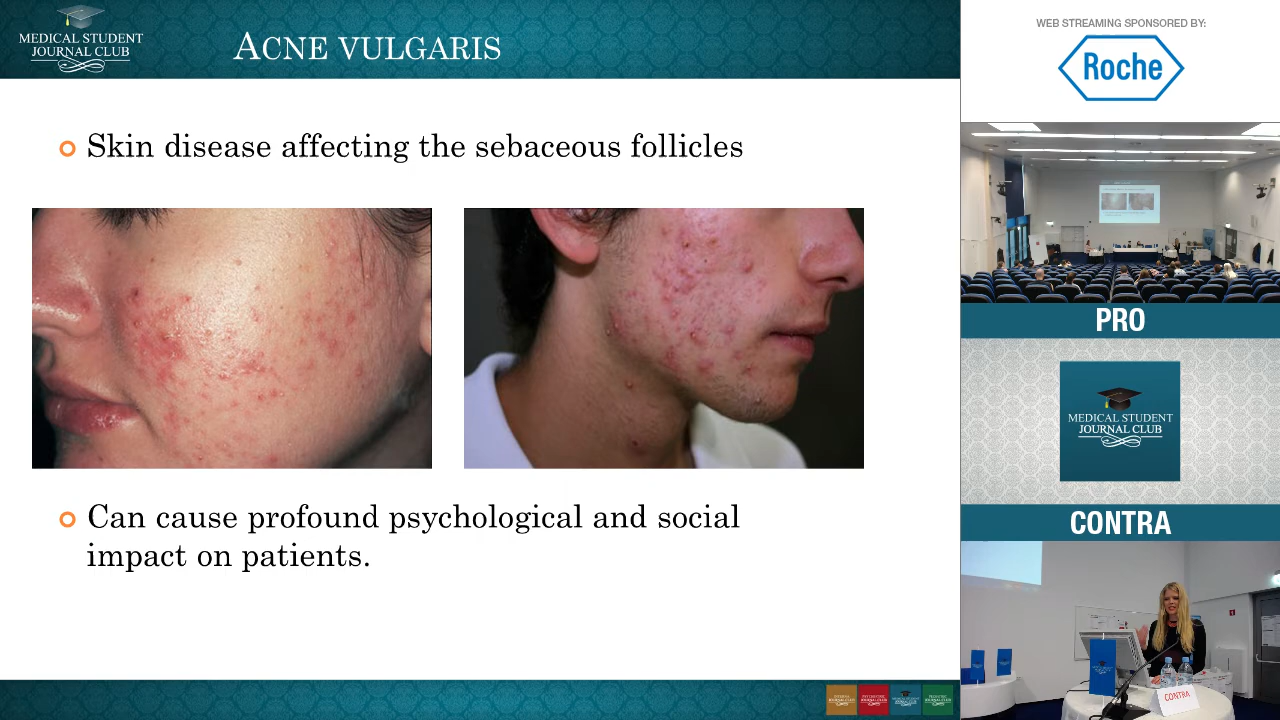 MEDICAL STUDENT
JOURNAL CLUB
ACNE VULGARIS
Skin disease affecting the sebaceous follicles
Can cause profound psychological and social
impact on patients.
WEB STREAMING SPONSORED BY:
Roche
PRO
MEDICAL STUDENT
JOURNAL CLUB
CONTRA
CONTRA